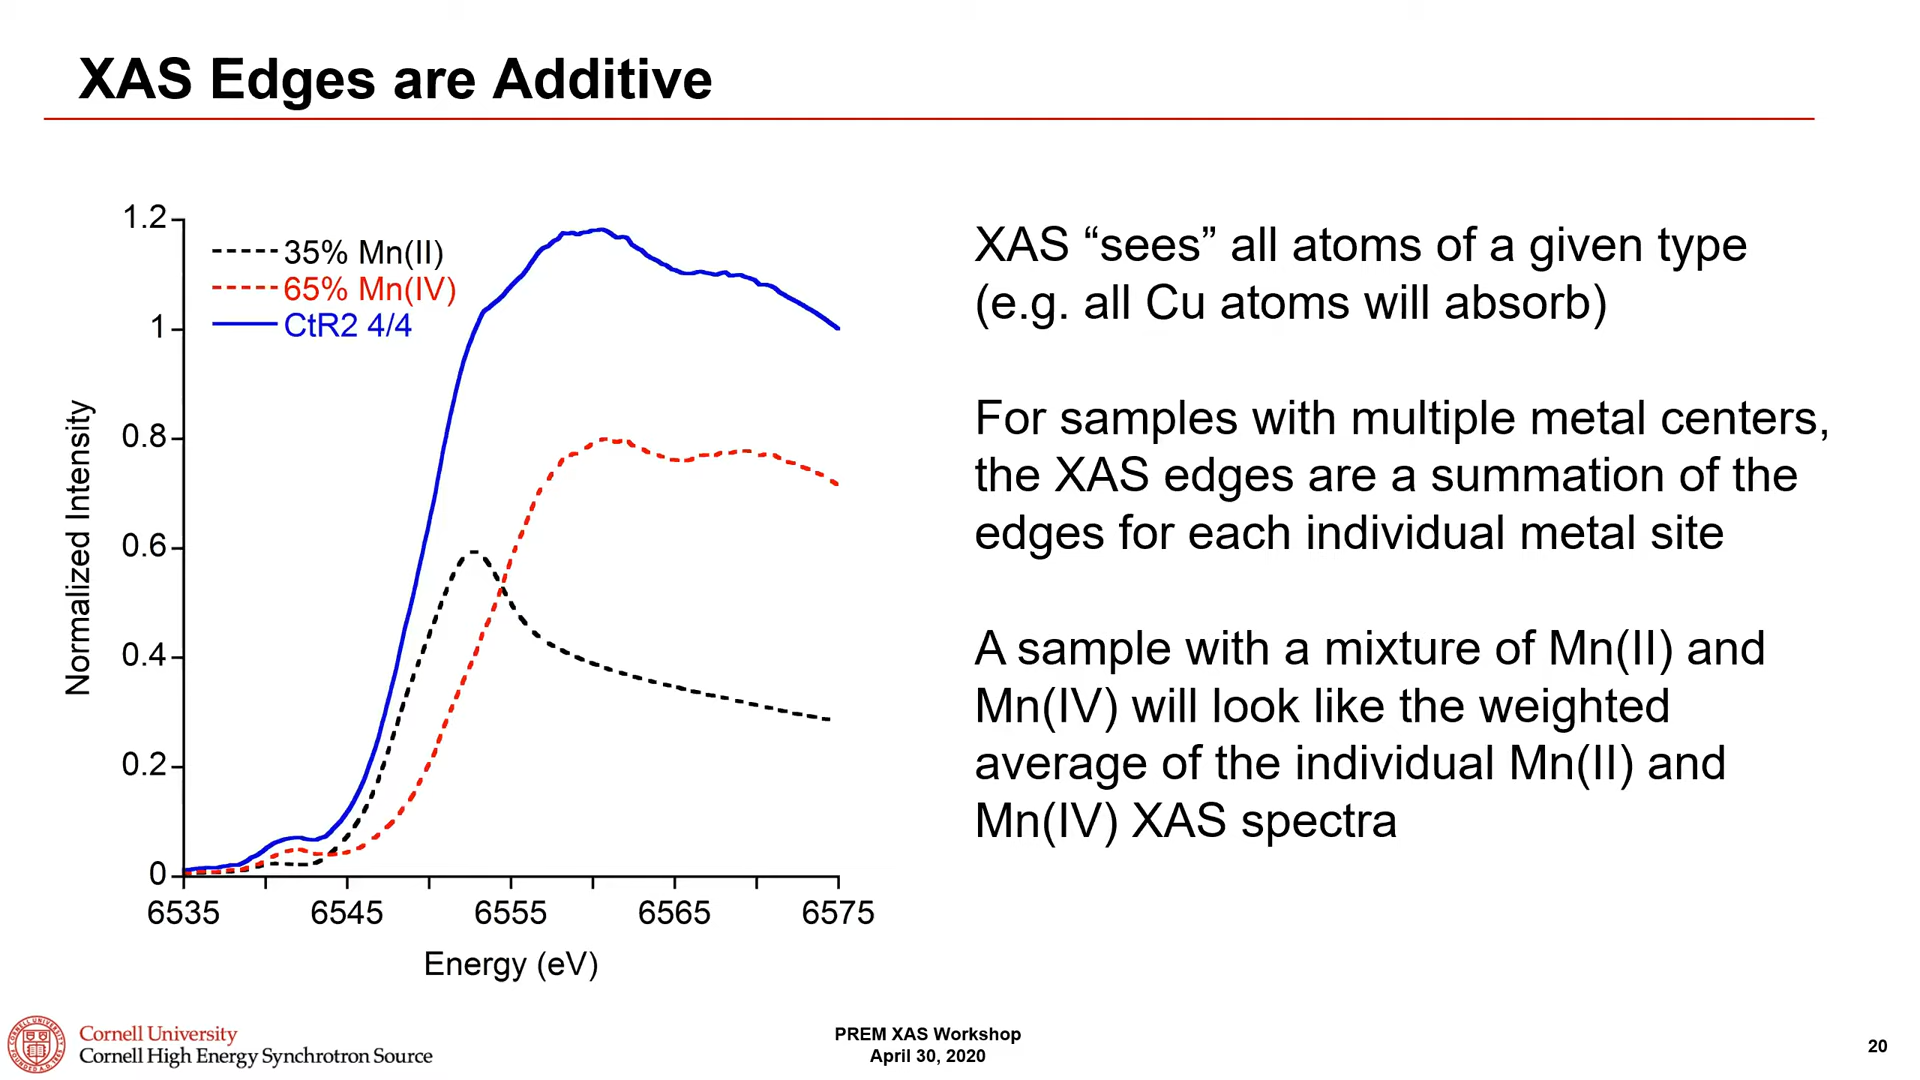 XAS Edges are Additive
1.2
1
0.8
0.6
0.4
0.2
0
Normalized Intensity
35% Mn(II)
65% Mn(IV)
CtR2 4/4
6535 6545 6555 6565 6575
Energy (eV)
XAS “sees” all atoms of a given type
(e.g. all Cu atoms will absorb)
For samples with multiple metal centers,
the XAS edges are a summation of the
edges for each individual metal site
A sample with a mixture of Mn(II) and
Mn(IV) will look like the weighted
average of the individual Mn(II) and
Mn(IV) XAS spectra
Cornell University
Cornell High Energy Synchrotron Source
PREM XAS Workshop
April 30, 2020
20